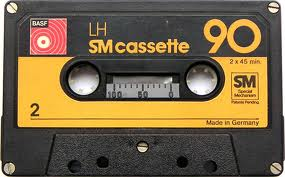 BASF
LH
SM cassette
90
2 x 45 min.
100 50
SM
Special
Mechanism
Patents Pending.
2
Made in Germany